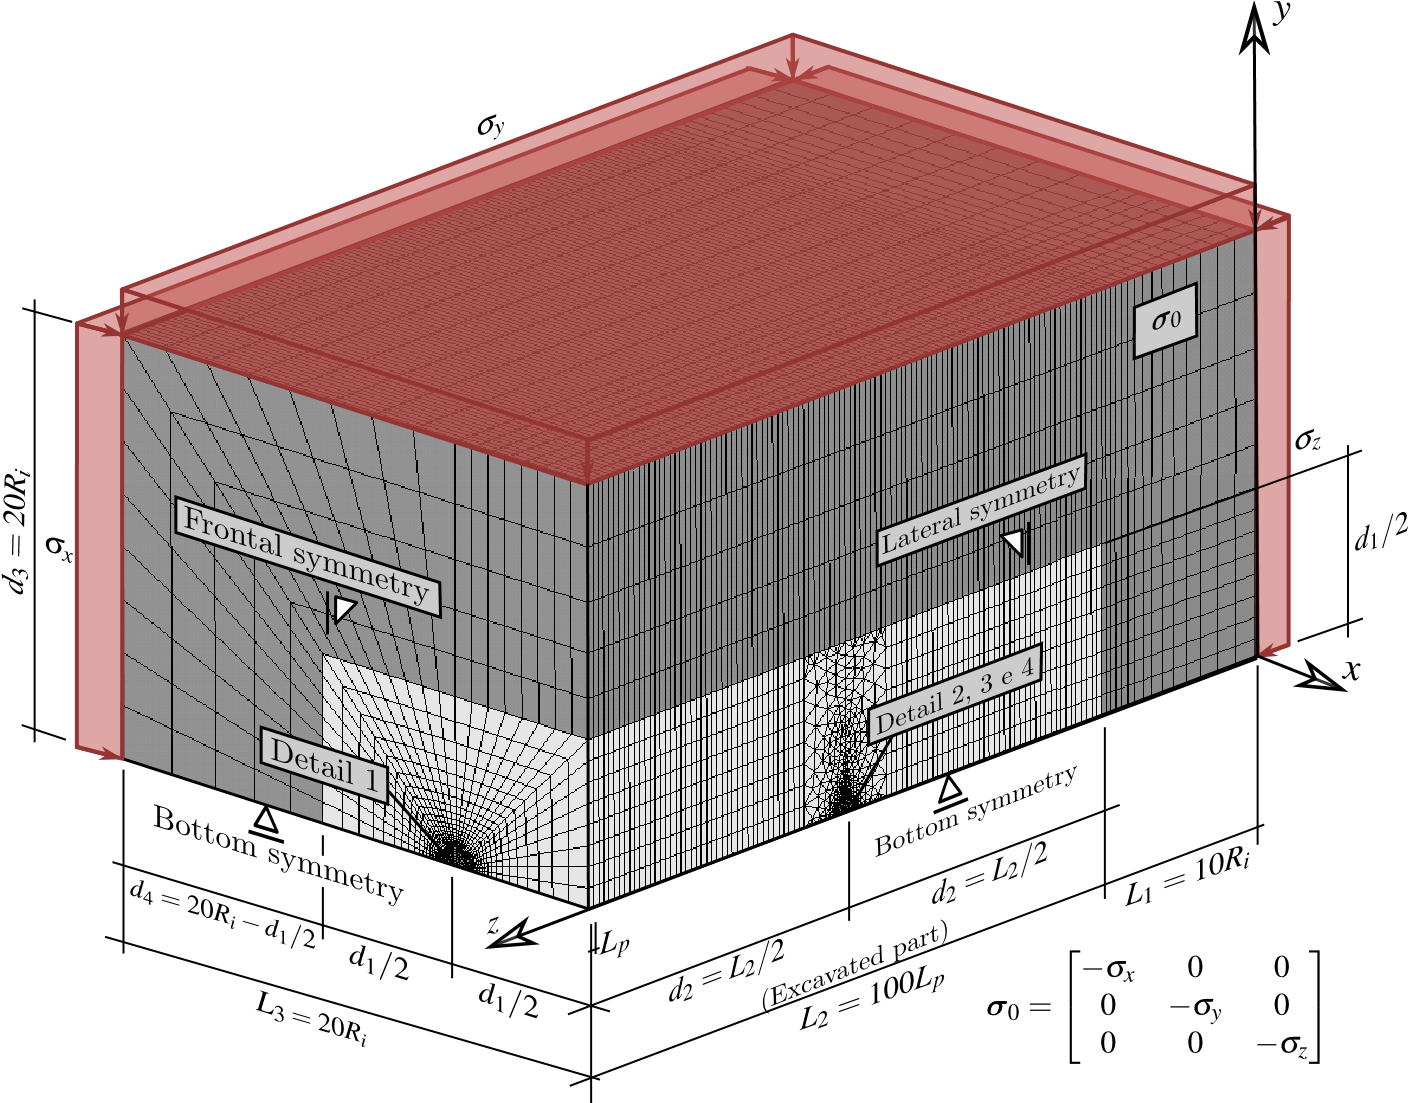 y
σy
σ0
σz
d3 = 20Ri
σx
Frontal symmetry
Lateral symmetry
d1/2
x
Detail 2, 3 e 4
Detail 1
Bottom symmetry
Bottom symmetry
z
Lp
d4 = 20Ri − d1/2
d1/2
d1/2
L3 = 20Ri
d2 = L2/2
d2 = L2/2
(Excavated part)
L2 = 100Lp
L1 = 10Ri
σ0 = [−σx 0 0
0 −σy 0
0 0 −σz]